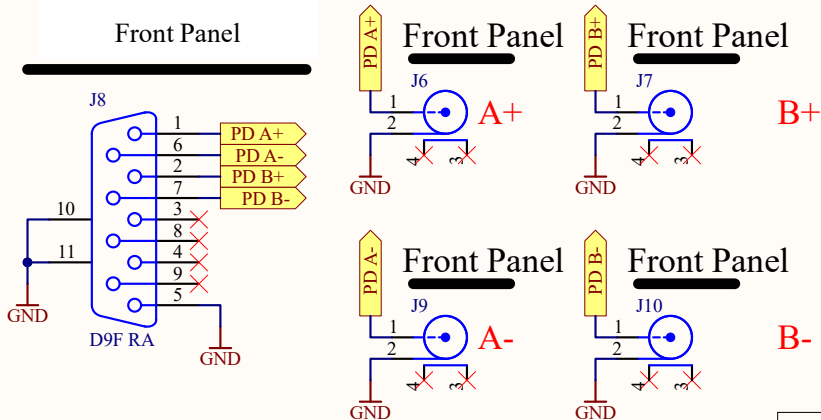 Front Panel
J8
1
PD A+
6
PD A-
2
PD B+
7
PD B-
3
8
4
9
5
10
11
GND
GND
D9F RA
PD A+
Front Panel
J6
1
2
A+
4
3
GND
PD B+
Front Panel
J7
1
2
B+
4
3
GND
PD A-
Front Panel
J9
1
2
A-
4
3
GND
PD B-
Front Panel
J10
1
2
B-
4
3
GND